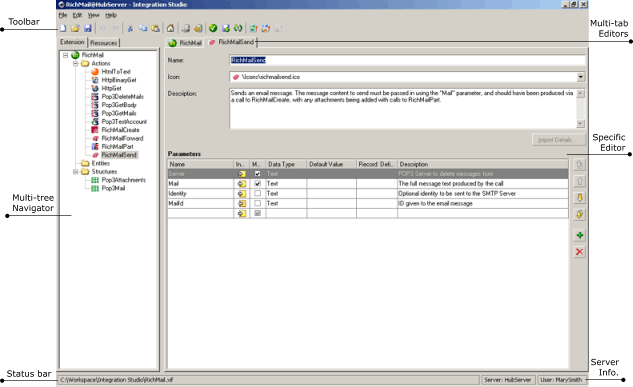 RichMail@HubServer - Integration Studio
File Edit View Help
Toolbar
Multi-tab
Editors
Extension Resources
RichMail RichMailSend
RichMail
Actions
HtmlToText
HttpBinaryGet
HttpGet
Pop3DeleteMails
Pop3GetBody
Pop3GetMails
Pop3TestAccount
RichMailCreate
RichMailForward
RichMailPart
RichMailSend
Entities
Structures
Pop3Attachments
Pop3Mail
Name: RichMailSend
Icon: \Icons\richmailsend.ico
Description: Sends an email message. The message content to send must be passed in using the "Mail" parameter, and should have been produced via
a call to RichMailCreate, with any attachments being added with calls to RichMailPart.
Import Details...
Specific
Editor
Parameters
Name In.. M.. Data Type Default Value Record Deli.. Description
Server Text POP3 Server to delete messages from
Mail Text The full message text produced by the call
Identity Text Optional identity to be sent to the SMTP Server
MailId Text ID given to the email message
Multi-tree
Navigator
Status bar
C:\Workspace\Integration Studio\RichMail.xif Server: HubServer User: MarySmith
Server
Info.